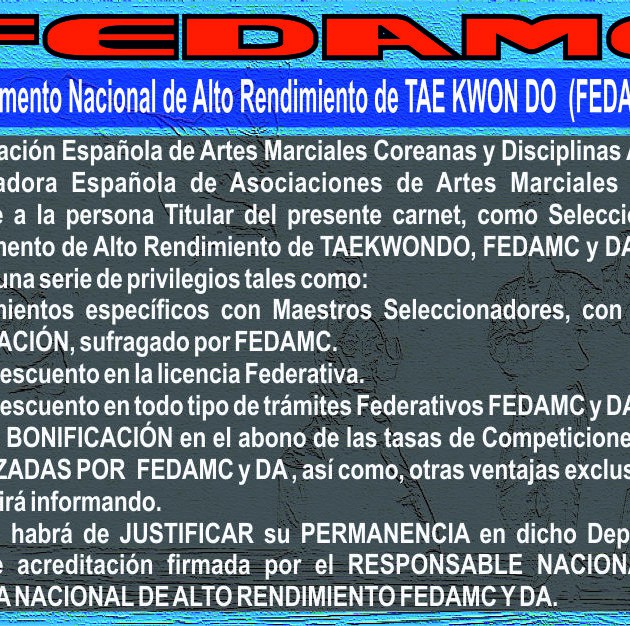 FEDAMC
mento Nacional de Alto Rendimiento de TAE KWON DO (FEDA
ación Española de Artes Marciales Coreanas y Disciplinas A
adora Española de Asociaciones de Artes Marciales
e a la persona Titular del presente carnet, como Selecci
mento de Alto Rendimiento de TAEKWONDO, FEDAMC y DA
una serie de privilegios tales como:
mientos específicos con Maestros Seleccionadores, con
ACIÓN, sufragado por FEDAMC.
escuento en la licencia Federativa.
escuento en todo tipo de trámites Federativos FEDAMC y DA
BONIFICACIÓN en el abono de las tasas de Competicione
ZADAS POR FEDAMC y DA , así como, otras ventajas exclus
irá informando.
habrá de JUSTIFICAR su PERMANENCIA en dicho Dep
e acreditación firmada por el RESPONSABLE NACIONA
A NACIONAL DE ALTO RENDIMIENTO FEDAMC Y DA.